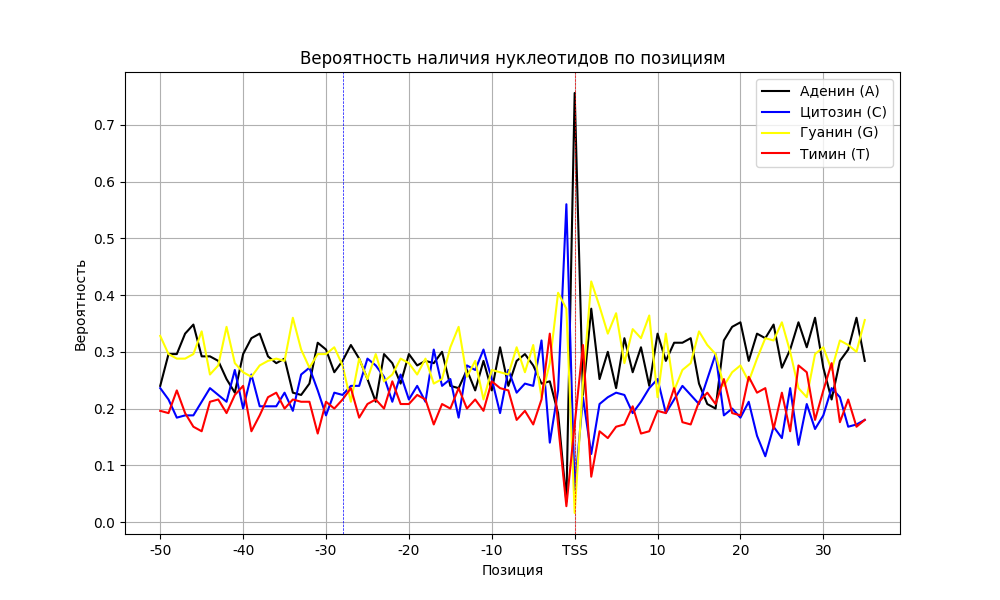 Вероятность наличия нуклеотидов по позициям
Аденин (A)
Цитозин (C)
Гуанин (G)
Тимин (T)
Вероятность
0.7
0.6
0.5
0.4
0.3
0.2
0.1
0.0
-50 -40 -30 -20 -10 TSS 10 20 30
Позиция